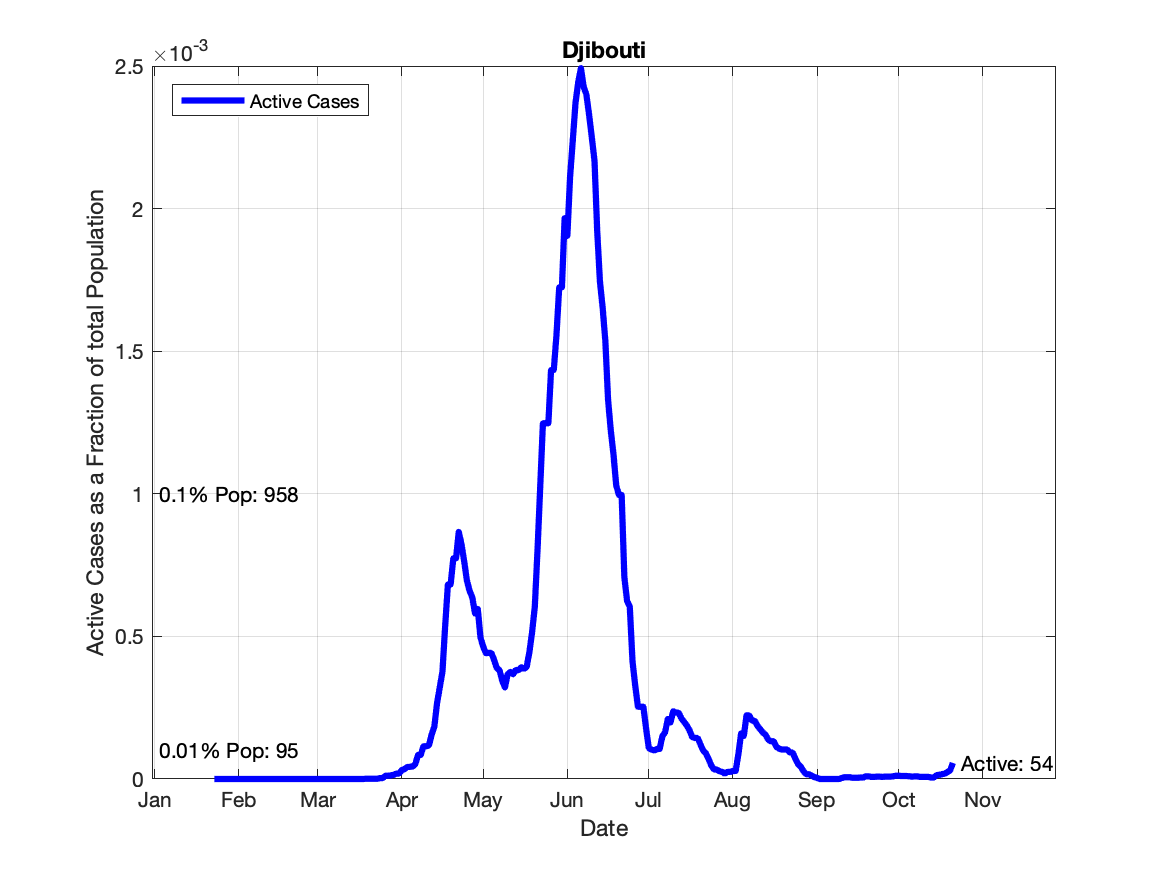 Djibouti
×10-3
Active Cases
2.5
2
1.5
1
0.5
0
Active Cases as a Fraction of total Population
0.1% Pop: 958
0.01% Pop: 95
Active: 54
Jan Feb Mar Apr May Jun Jul Aug Sep Oct Nov
Date